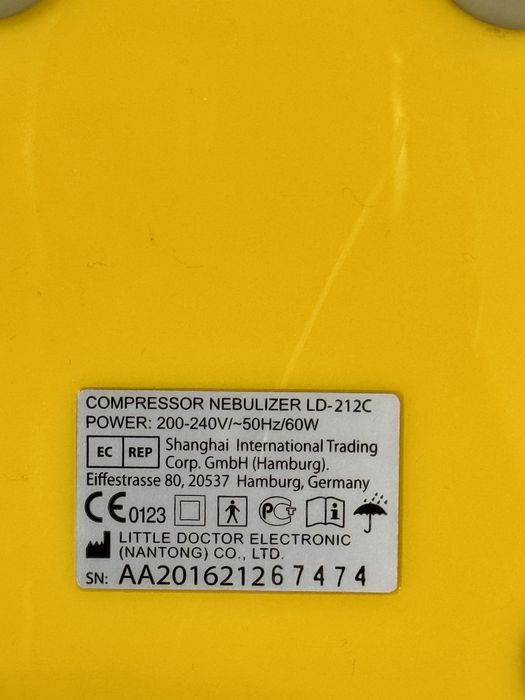 COMPRESSOR NEBULIZER LD-212C
POWER: 200-240V/~50Hz/60W
EC REP
Shanghai International Trading
Corp. GmbH (Hamburg).
Eiffestrasse 80, 20537 Hamburg, Germany
CE 0123 PCT i
LITTLE DOCTOR ELECTRONIC
(NANTONG) CO., LTD.
SN: AA201621267474